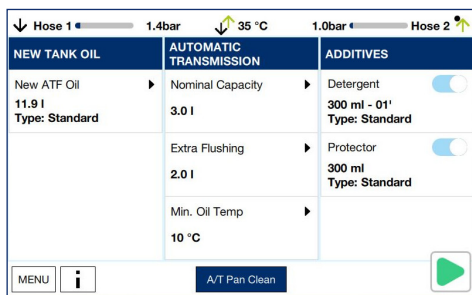 Hose 1 1.4bar 35 °C 1.0bar Hose 2
NEW TANK OIL
New ATF Oil
11.9 l
Type: Standard
AUTOMATIC
TRANSMISSION
Nominal Capacity
3.0 l
Extra Flushing
2.0 l
Min. Oil Temp
10 °C
ADDITIVES
Detergent
300 ml - 01'
Type: Standard
Protector
300 ml
Type: Standard
MENU i A/T Pan Clean